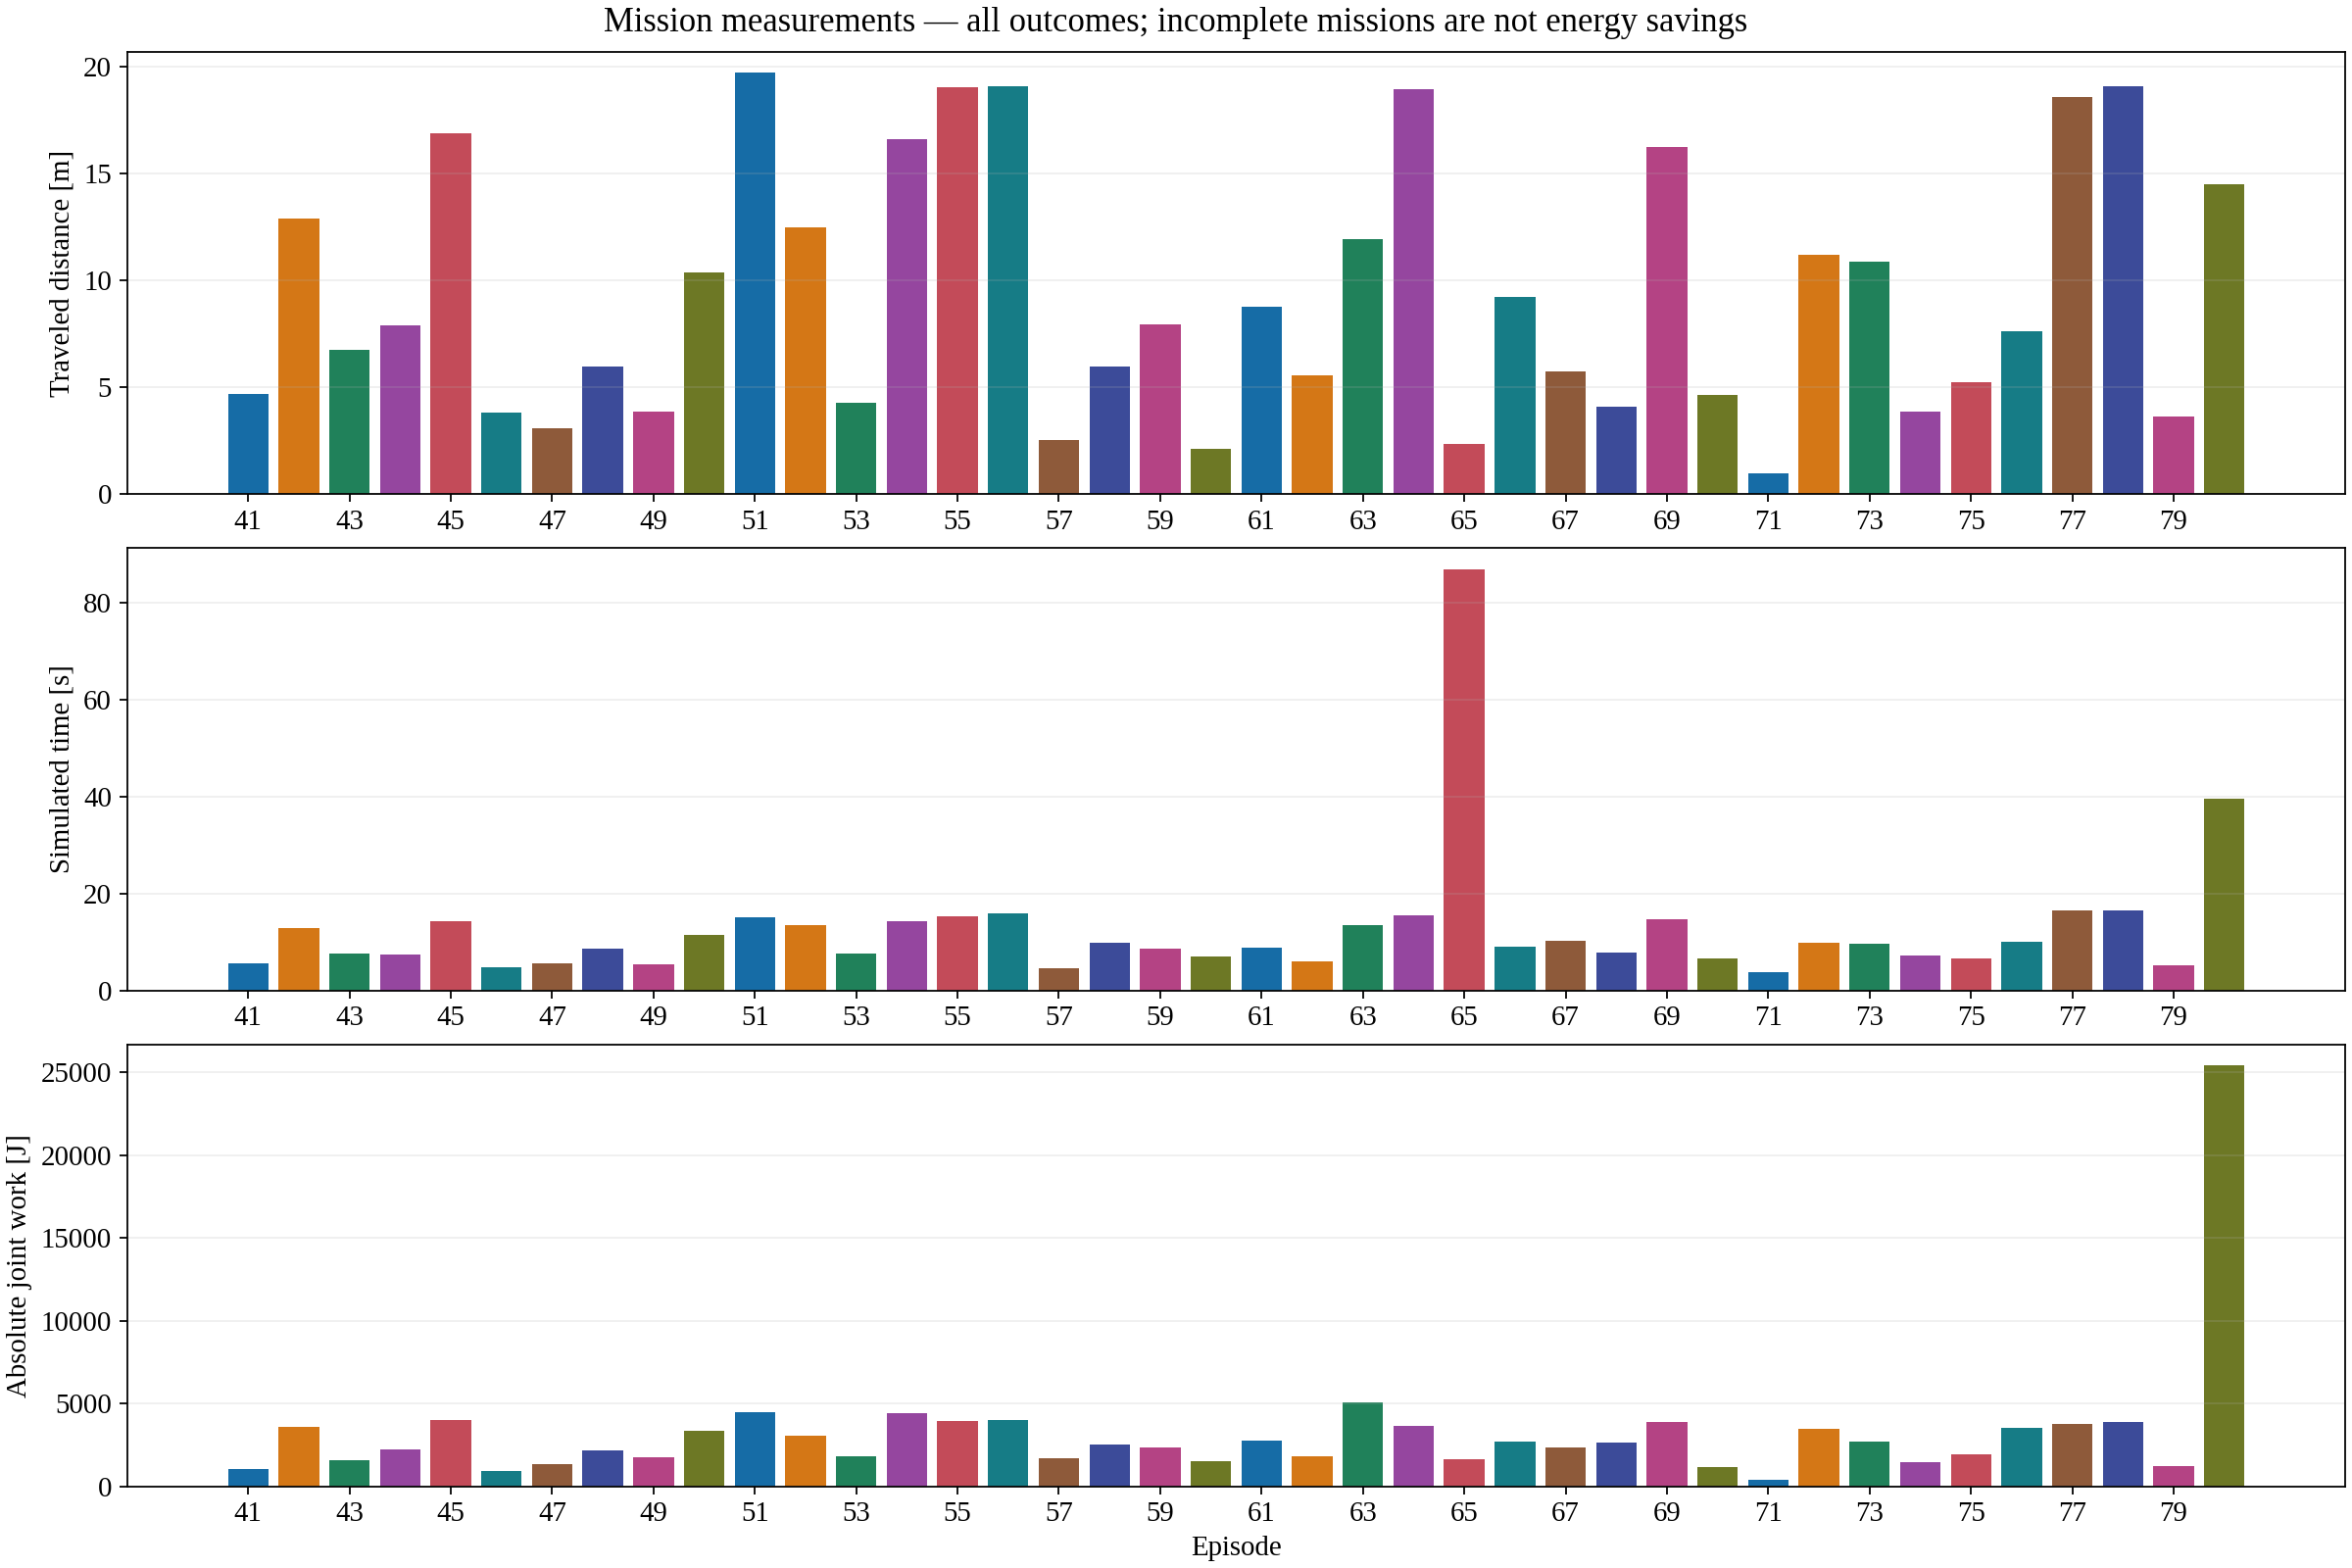 Mission measurements — all outcomes; incomplete missions are not energy savings
Traveled distance [m]
20
15
10
5
0
41 43 45 47 49 51 53 55 57 59 61 63 65 67 69 71 73 75 77 79
Simulated time [s]
80
60
40
20
0
41 43 45 47 49 51 53 55 57 59 61 63 65 67 69 71 73 75 77 79
Absolute joint work [J]
25000
20000
15000
10000
5000
0
41 43 45 47 49 51 53 55 57 59 61 63 65 67 69 71 73 75 77 79
Episode